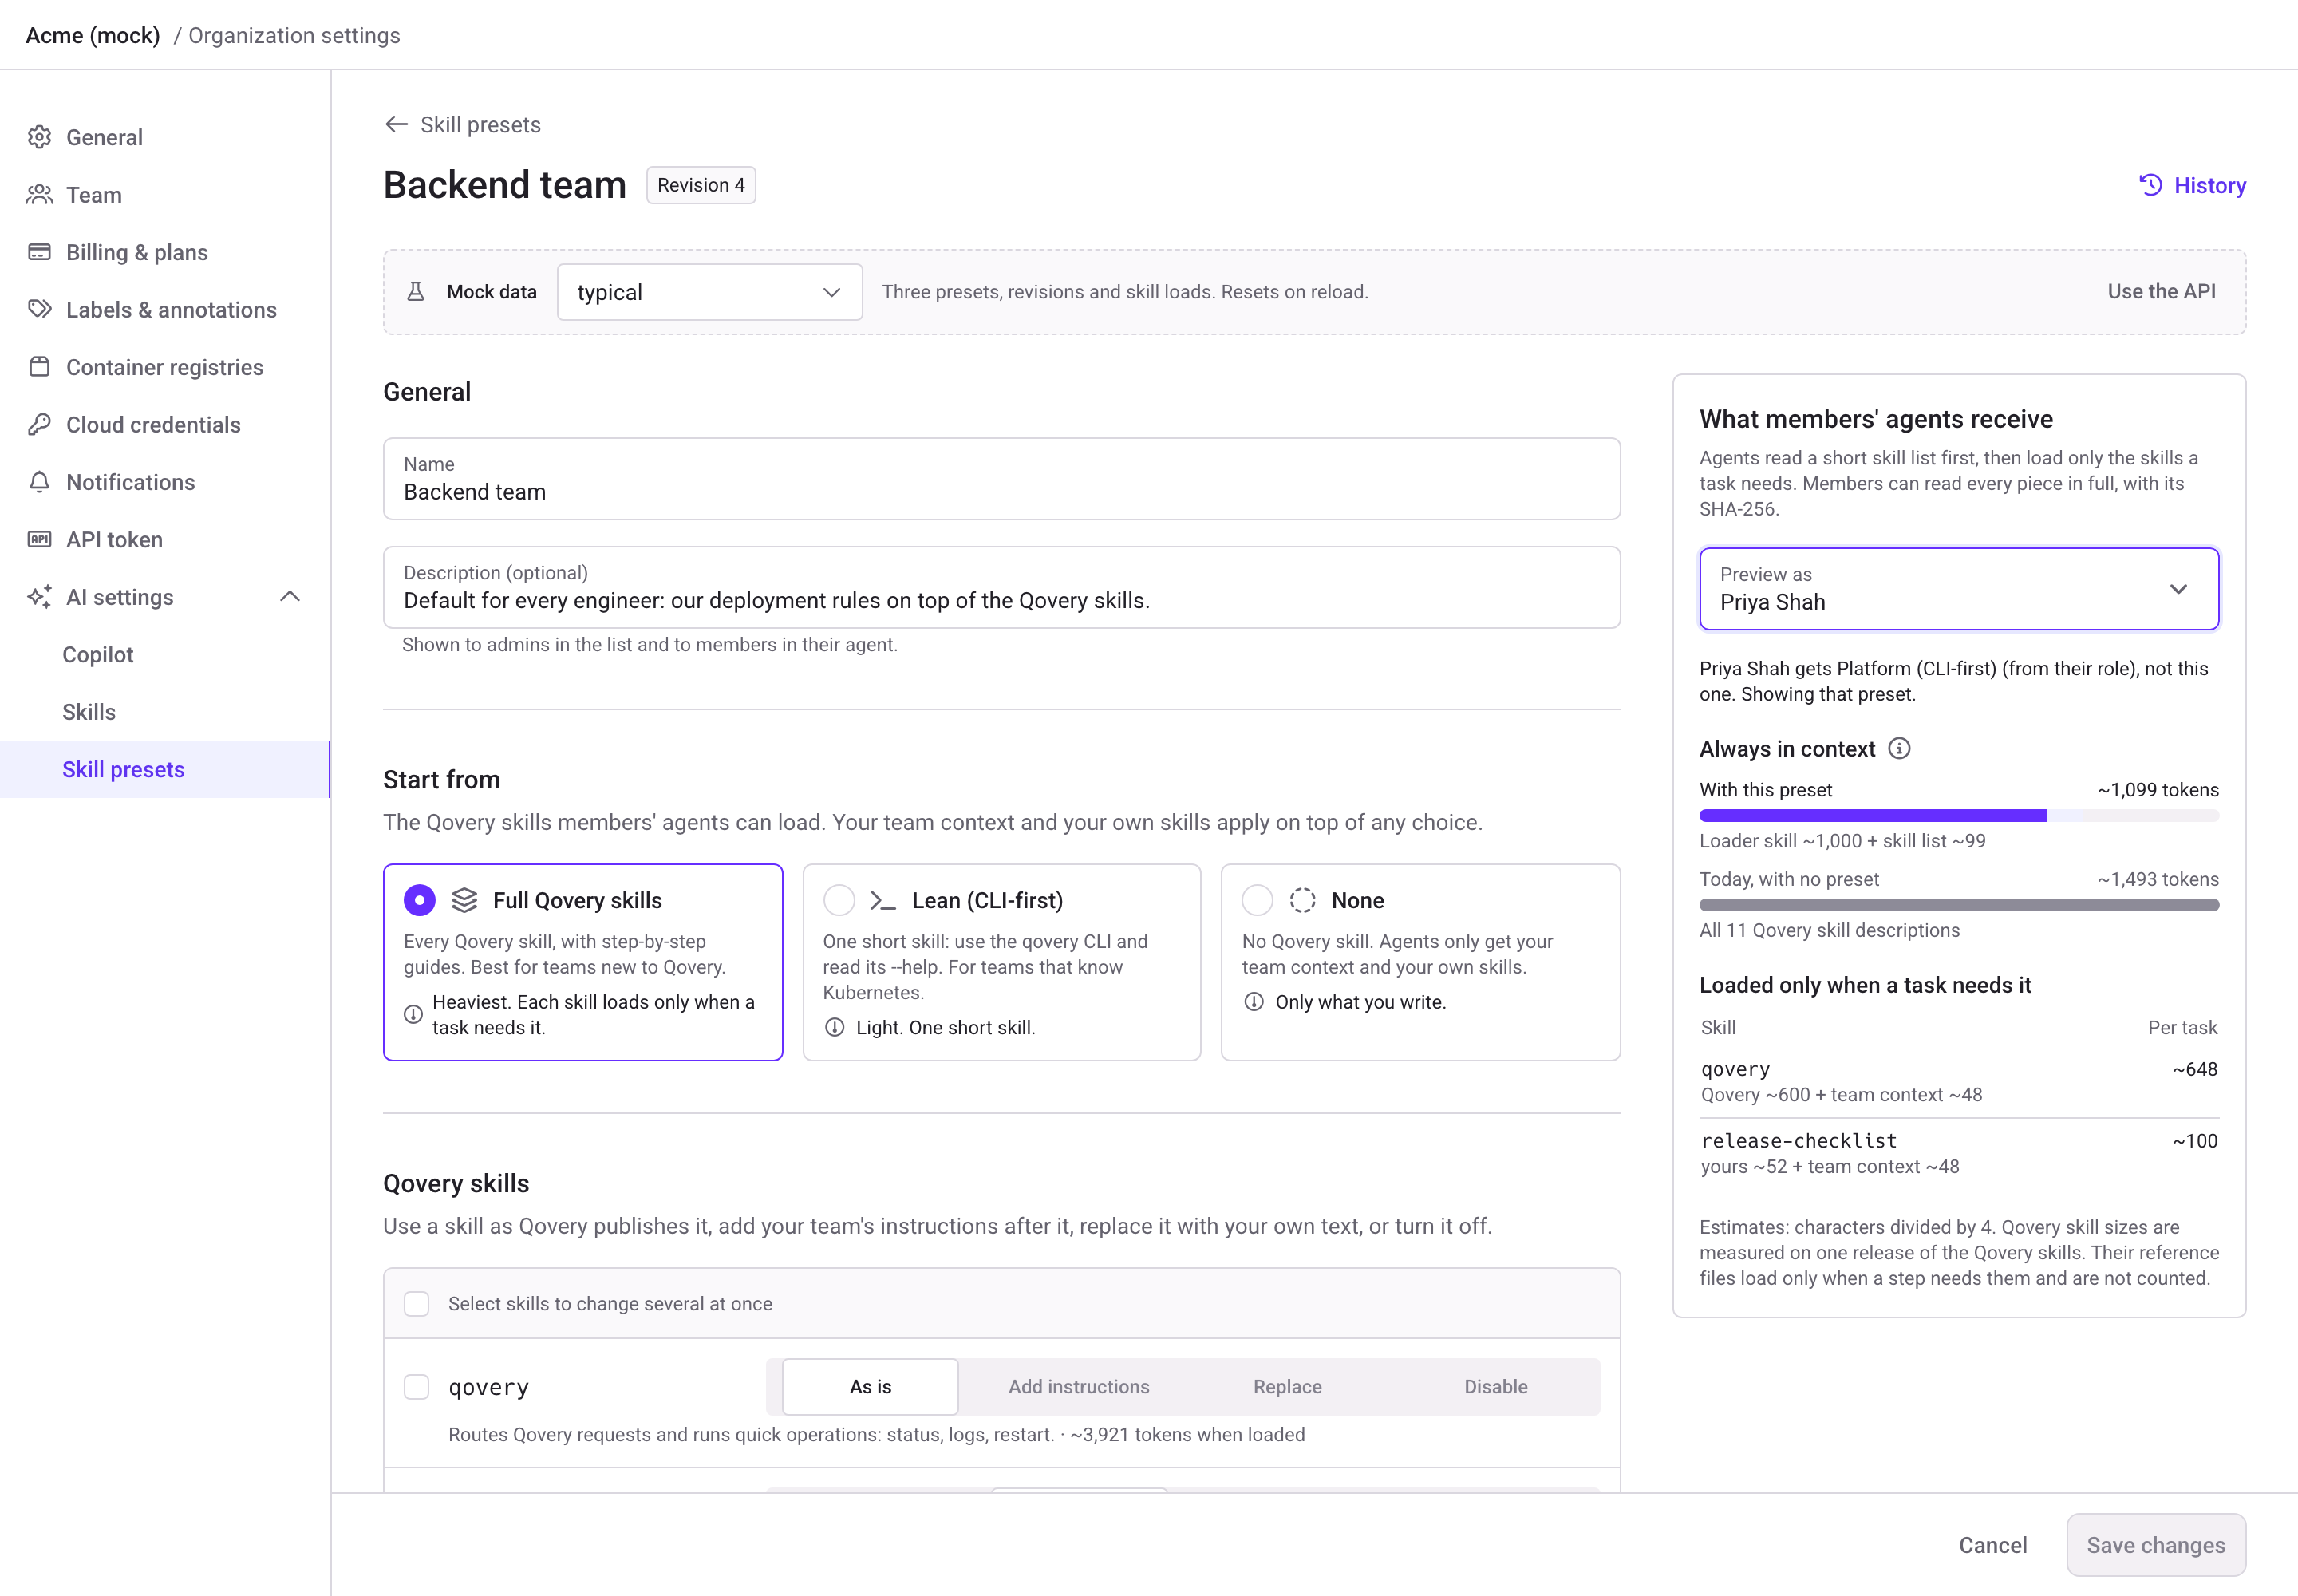 Acme (mock) / Organization settings
General
Team
Billing & plans
Labels & annotations
Container registries
Cloud credentials
Notifications
API token
AI settings
Copilot
Skills
Skill presets
Skill presets
Backend team
Revision 4
History
Mock data
typical
Three presets, revisions and skill loads. Resets on reload.
Use the API
General
Name
Backend team
Description (optional)
Default for every engineer: our deployment rules on top of the Qovery skills.
Shown to admins in the list and to members in their agent.
Start from
The Qovery skills members' agents can load. Your team context and your own skills apply on top of any choice.
Full Qovery skills
Every Qovery skill, with step-by-step
guides. Best for teams new to Qovery.
Heaviest. Each skill loads only when a
task needs it.
Lean (CLI-first)
One short skill: use the qovery CLI and
read its --help. For teams that know
Kubernetes.
Light. One short skill.
None
No Qovery skill. Agents only get your
team context and your own skills.
Only what you write.
Qovery skills
Use a skill as Qovery publishes it, add your team's instructions after it, replace it with your own text, or turn it off.
Select skills to change several at once
qovery
As is
Add instructions
Replace
Disable
Routes Qovery requests and runs quick operations: status, logs, restart. · ~3,921 tokens when loaded
What members' agents receive
Agents read a short skill list first, then load only the skills a
task needs. Members can read every piece in full, with its
SHA-256.
Preview as
Priya Shah
Priya Shah gets Platform (CLI-first) (from their role), not this
one. Showing that preset.
Always in context
With this preset
~1,099 tokens
Loader skill ~1,000 + skill list ~99
Today, with no preset
~1,493 tokens
All 11 Qovery skill descriptions
Loaded only when a task needs it
Skill
Per task
qovery
~648
Qovery ~600 + team context ~48
release-checklist
~100
yours ~52 + team context ~48
Estimates: characters divided by 4. Qovery skill sizes are
measured on one release of the Qovery skills. Their reference
files load only when a step needs them and are not counted.
Cancel
Save changes